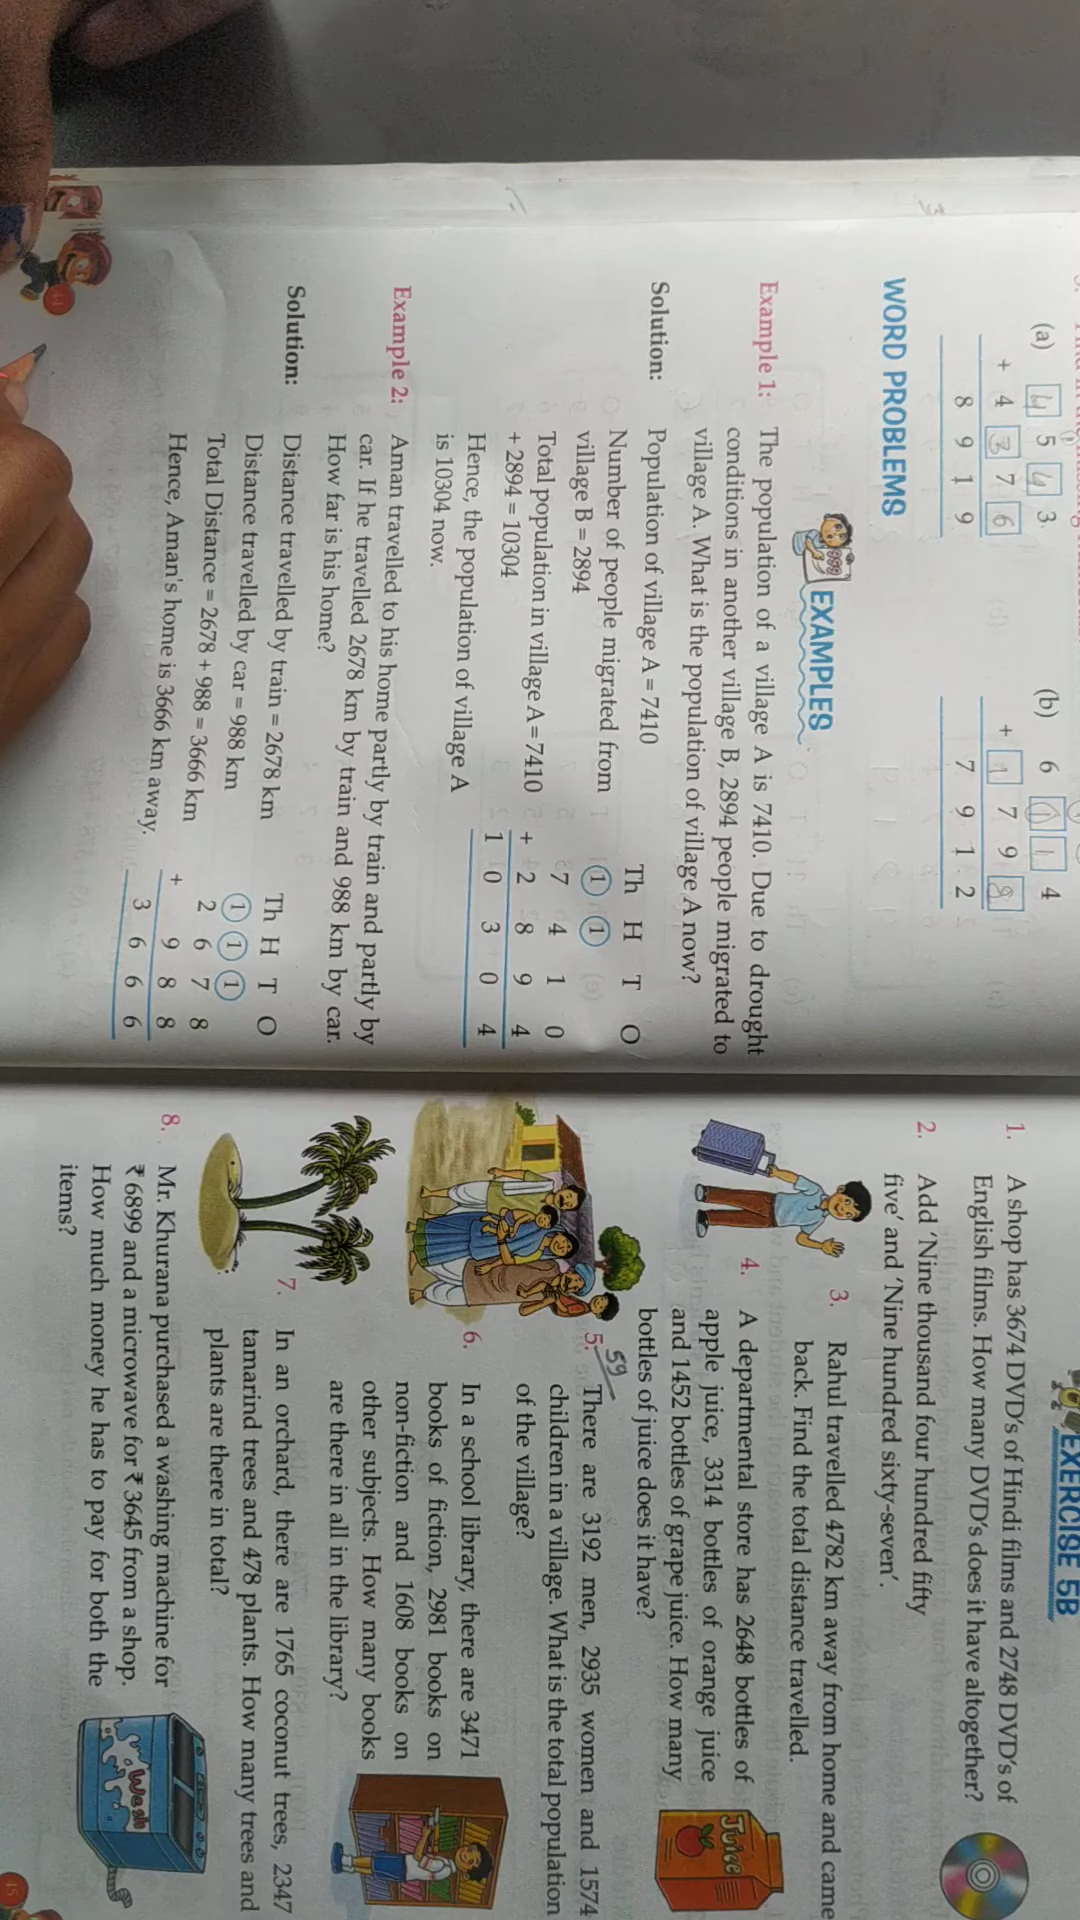 (a) 4 5 4 3
+ 4 3 7 6
8 9 1 9
(b) 6 1 1 4
+ 1 7 9 8
7 9 1 2
WORD PROBLEMS
EXAMPLES
Example 1: The population of a village A is 7410. Due to drought
conditions in another village B, 2894 people migrated to
village A. What is the population of village A now?
Solution: Population of village A = 7410
Number of people migrated from
village B = 2894
Total population in village A = 7410
+ 2894 = 10304
Hence, the population of village A
is 10304 now.
Th H T O
1 1
7 4 1 0
+ 2 8 9 4
1 0 3 0 4
Example 2: Aman travelled to his home partly by train and partly by
car. If he travelled 2678 km by train and 988 km by car.
How far is his home?
Solution: Distance travelled by train = 2678 km
Distance travelled by car = 988 km
Total Distance = 2678 + 988 = 3666 km
Hence, Aman's home is 3666 km away.
Th H T O
1 1 1
2 6 7 8
+ 9 8 8
3 6 6 6
44
EXERCISE 5B
1. A shop has 3674 DVD's of Hindi films and 2748 DVD's of
English films. How many DVD's does it have altogether?
2. Add 'Nine thousand four hundred fifty
five' and 'Nine hundred sixty-seven'.
3. Rahul travelled 4782 km away from home and came
back. Find the total distance travelled.
4. A departmental store has 2648 bottles of
apple juice, 3314 bottles of orange juice
and 1452 bottles of grape juice. How many
bottles of juice does it have?
Juice
59
5. There are 3192 men, 2935 women and 1574
children in a village. What is the total population
of the village?
6. In a school library, there are 3471
books of fiction, 2981 books on
non-fiction and 1608 books on
other subjects. How many books
are there in all in the library?
7. In an orchard, there are 1765 coconut trees, 2347
tamarind trees and 478 plants. How many trees and
plants are there in total?
8. Mr. Khurana purchased a washing machine for
₹ 6899 and a microwave for ₹ 3645 from a shop.
How much money he has to pay for both the
items?
Wash
45